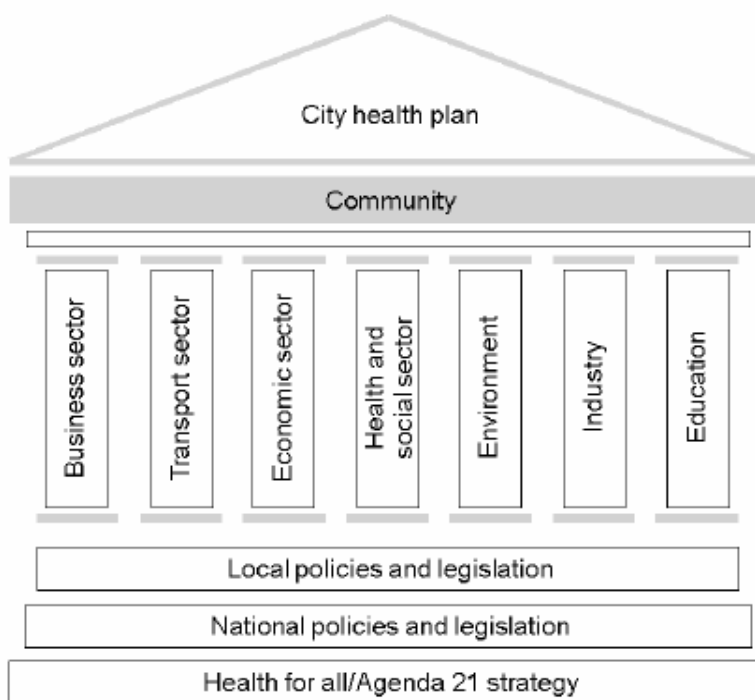 City health plan
Community
Business sector
Transport sector
Economic sector
Health and
social sector
Environment
Industry
Education
Local policies and legislation
National policies and legislation
Health for all/Agenda 21 strategy